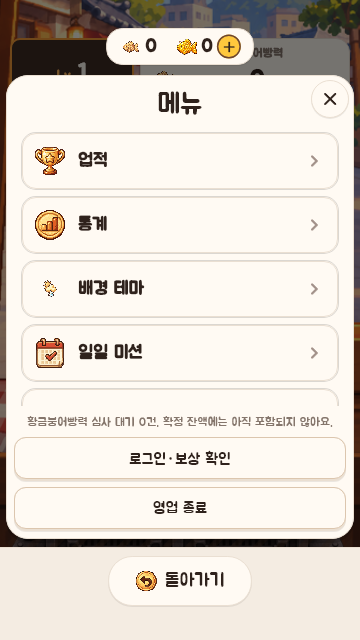 0 0
어빵력
메뉴
업적
통계
배경 테마
일일 미션
황금붕어빵력 심사 대기 0건, 확정 잔액에는 아직 포함되지 않아요.
로그인·보상 확인
영업 종료
돌아가기